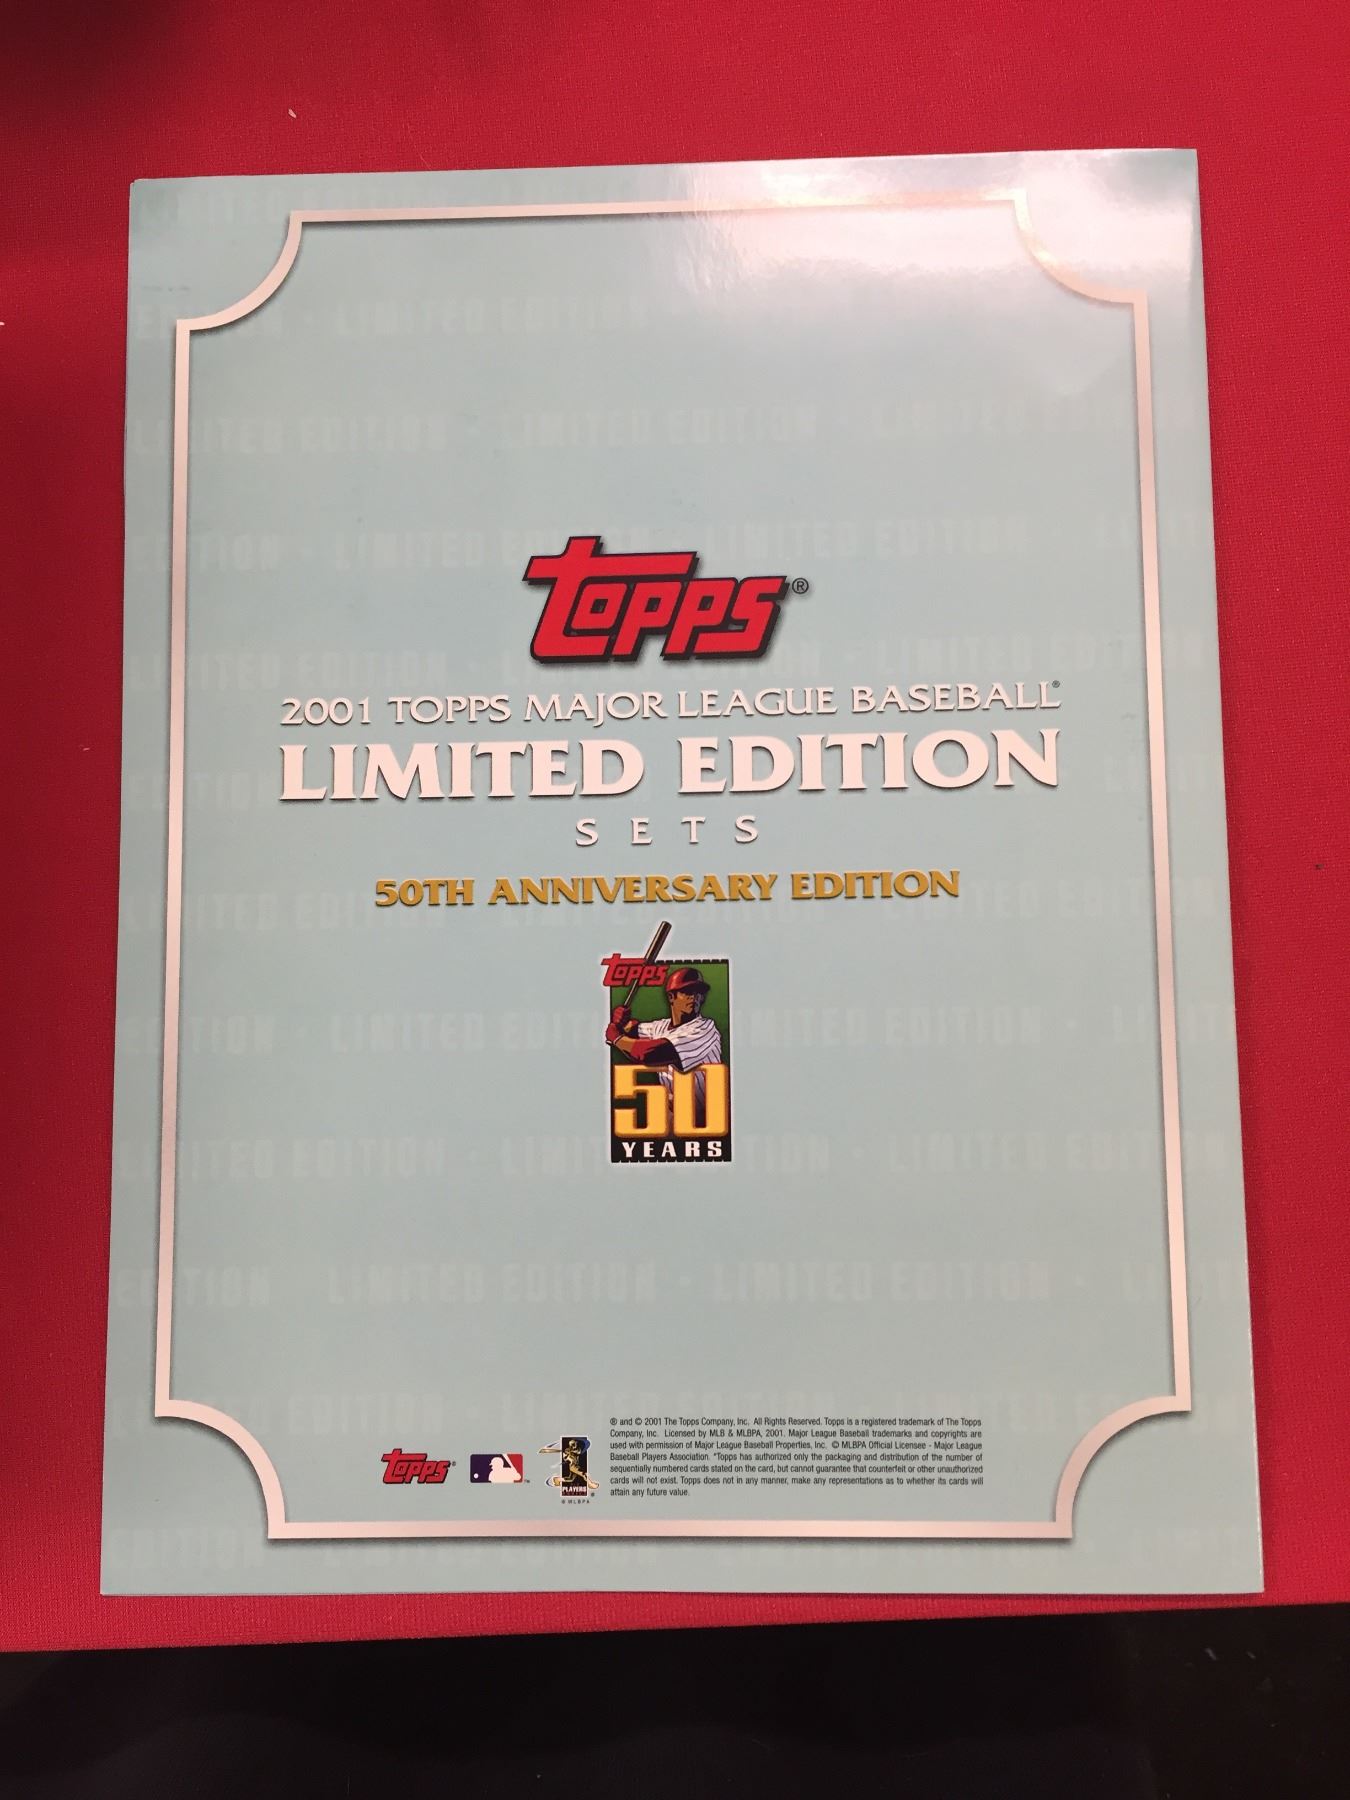 Topps®
2001 TOPPS MAJOR LEAGUE BASEBALL®
LIMITED EDITION
SETS
50TH ANNIVERSARY EDITION
Topps
50
YEARS
® and © 2001 The Topps Company, Inc. All Rights Reserved. Topps is a registered trademark of The Topps
Company, Inc. Licensed by MLB & MLBPA, 2001. Major League Baseball trademarks and copyrights are
used with permission of Major League Baseball Properties, Inc. © MLBPA Official Licensee - Major League
Baseball Players Association. *Topps has authorized only the packaging and distribution of the number of
sequentially numbered cards stated on the card, but cannot guarantee that counterfeit or other unauthorized
cards will not exist. Topps does not in any manner, make any representations as to whether its cards will
attain any future value.
Topps®
PLAYERS
© MLBPA